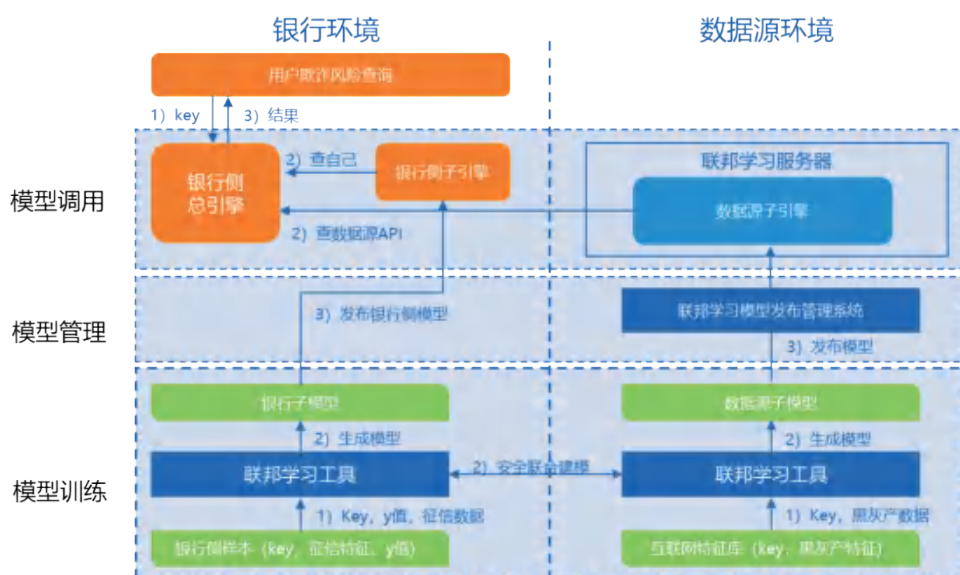 银行环境
数据源环境
用户欺诈风险查询
1）key
3）结果
模型调用
银行侧
总引擎
2）查自己
银行侧子引擎
联邦学习服务器
数据源子引擎
2）查数据源API
模型管理
3）发布银行侧模型
联邦学习模型发布管理系统
3）发布模型
模型训练
银行子模型
数据源子模型
2）生成模型
2）生成模型
联邦学习工具
2）安全联合建模
联邦学习工具
1）Key，y值，征信数据
1）Key，黑灰产数据
银行侧样本（key，征信特征、y值）
互联网特征库（key，黑灰产特征）